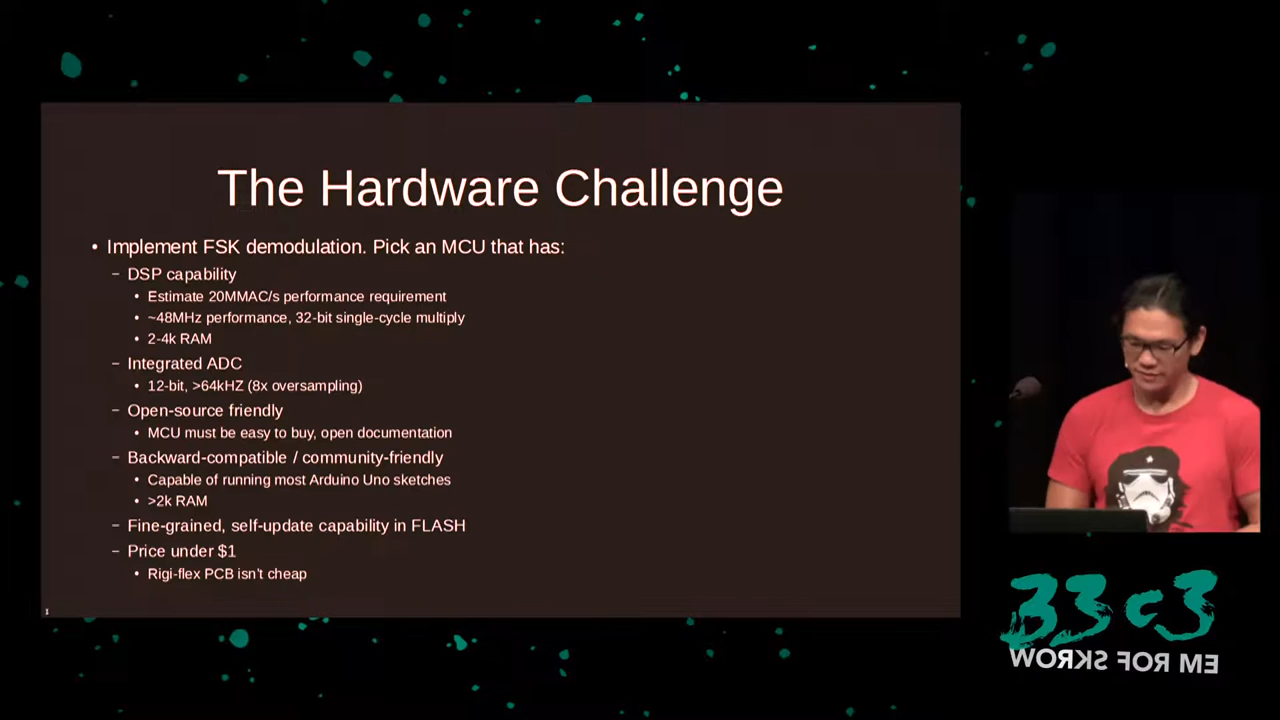 The Hardware Challenge
• Implement FSK demodulation. Pick an MCU that has:
– DSP capability
• Estimate 20MMAC/s performance requirement
• ~48MHz performance, 32-bit single-cycle multiply
• 2-4k RAM
– Integrated ADC
• 12-bit, >64kHZ (8x oversampling)
– Open-source friendly
• MCU must be easy to buy, open documentation
– Backward-compatible / community-friendly
• Capable of running most Arduino Uno sketches
• >2k RAM
– Fine-grained, self-update capability in FLASH
– Price under $1
• Rigi-flex PCB isn't cheap
33c3
WORKS FOR ME